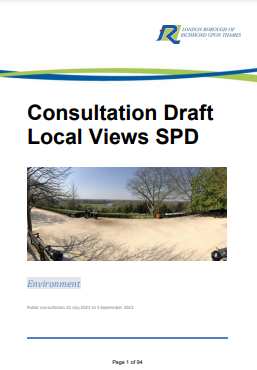 LONDON BOROUGH OF
RICHMOND UPON THAMES
Consultation Draft
Local Views SPD
Environment
Public consultation 22 July 2022 to 5 September 2022
Page 1 of 94